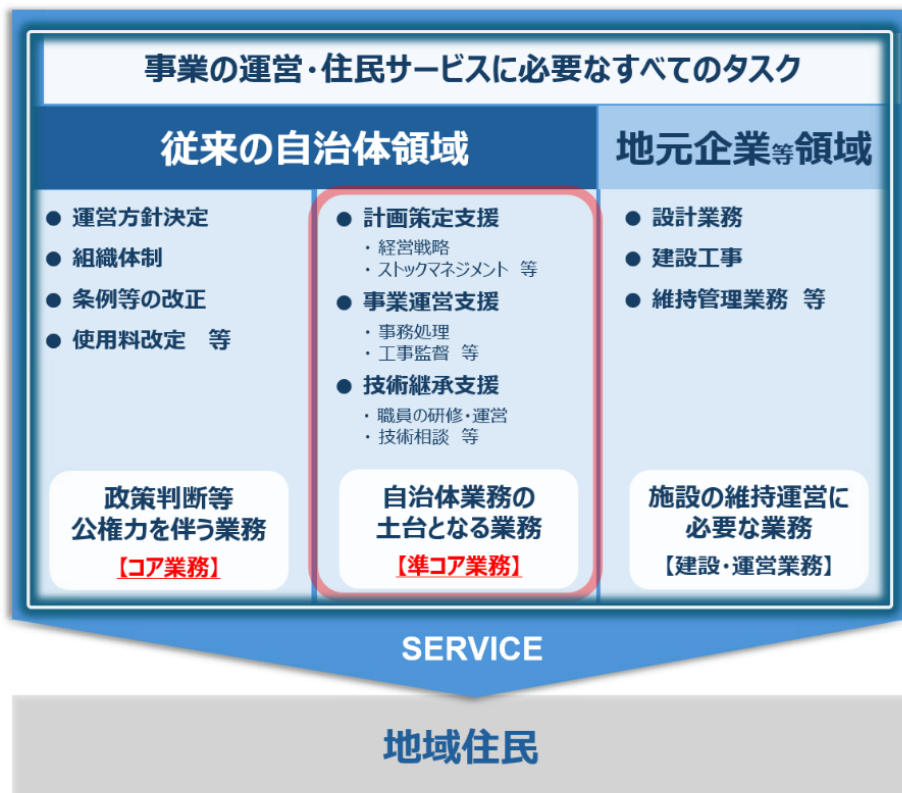 事業の運営・住民サービスに必要なすべてのタスク
従来の自治体領域
地元企業等領域
● 運営方針決定
● 組織体制
● 条例等の改正
● 使用料改定　等
● 計画策定支援
・経営戦略
・ストックマネジメント 等
● 事業運営支援
・事務処理
・工事監督 等
● 技術継承支援
・職員の研修・運営
・技術相談 等
● 設計業務
● 建設工事
● 維持管理業務 等
政策判断等
公権力を伴う業務
【コア業務】
自治体業務の
土台となる業務
【準コア業務】
施設の維持運営に
必要な業務
【建設・運営業務】
SERVICE
地域住民